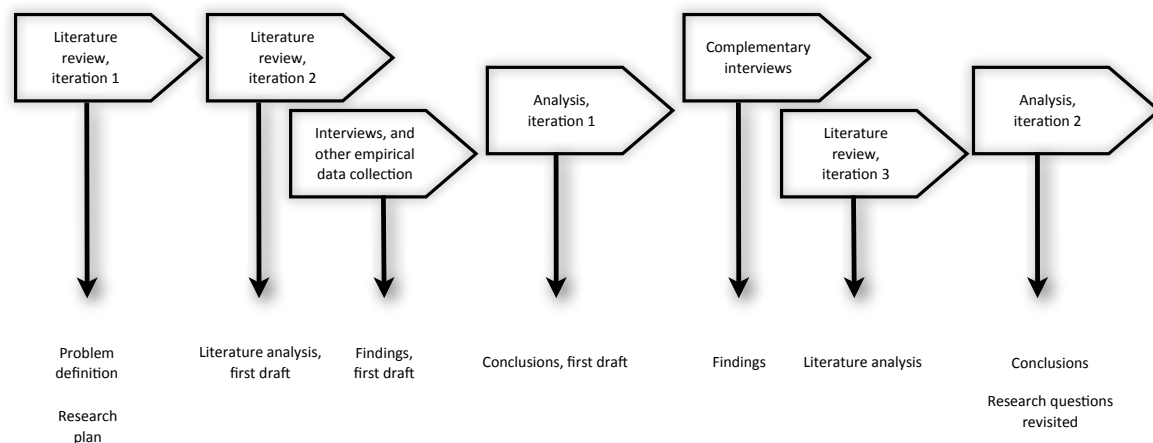 Literature
review,
iteration 1
Literature
review,
iteration 2
Interviews, and
other empirical
data collection
Analysis,
iteration 1
Complementary
interviews
Literature
review,
iteration 3
Analysis,
iteration 2
Problem
definition
Research
plan
Literature analysis,
first draft
Findings,
first draft
Conclusions, first draft
Findings
Literature analysis
Conclusions
Research questions
revisited